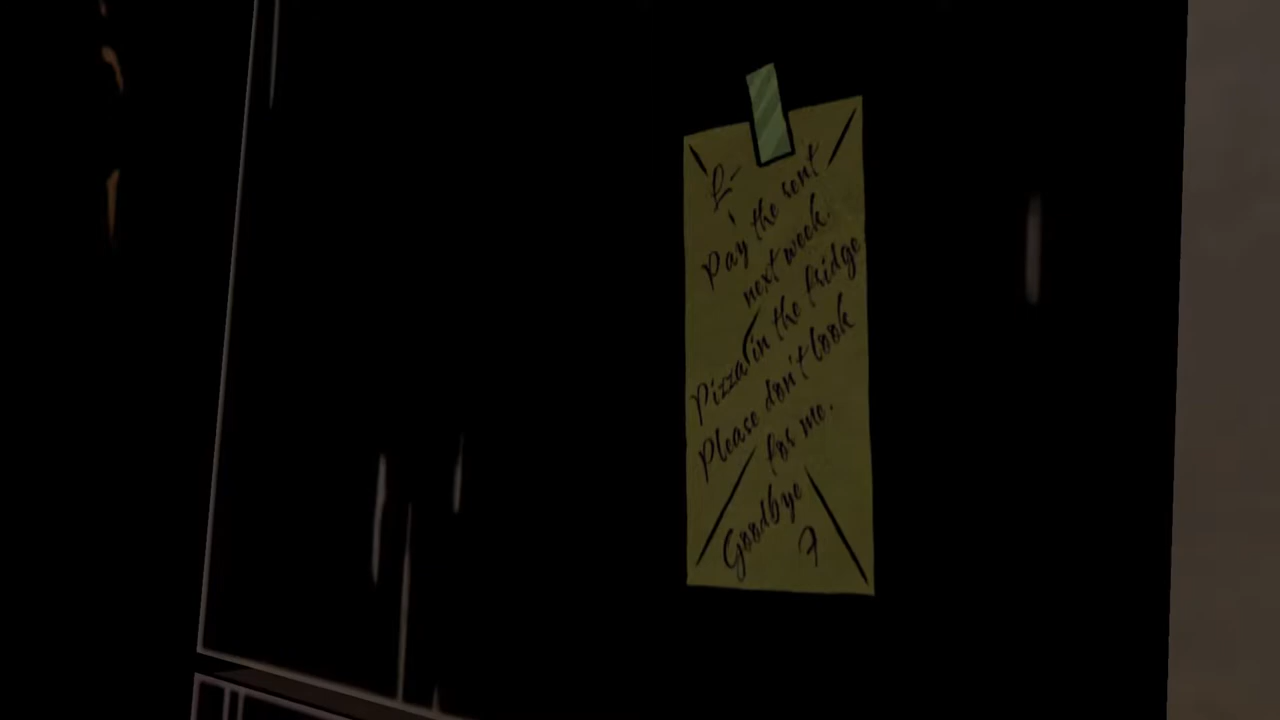 R-
Pay the rent
next week.
Pizza in the fridge
Please don't look
for me.
Goodbye
F